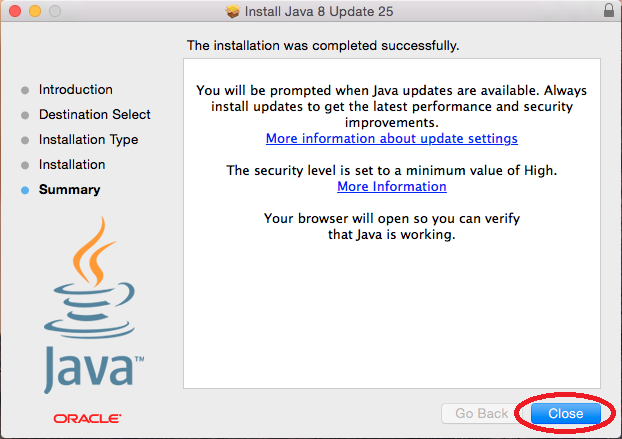 Install Java 8 Update 25
The installation was completed successfully.
Introduction
Destination Select
Installation Type
Installation
Summary
You will be prompted when Java updates are available. Always
install updates to get the latest performance and security
improvements.
More information about update settings
The security level is set to a minimum value of High.
More Information
Your browser will open so you can verify
that Java is working.
Java™
ORACLE®
Go Back
Close